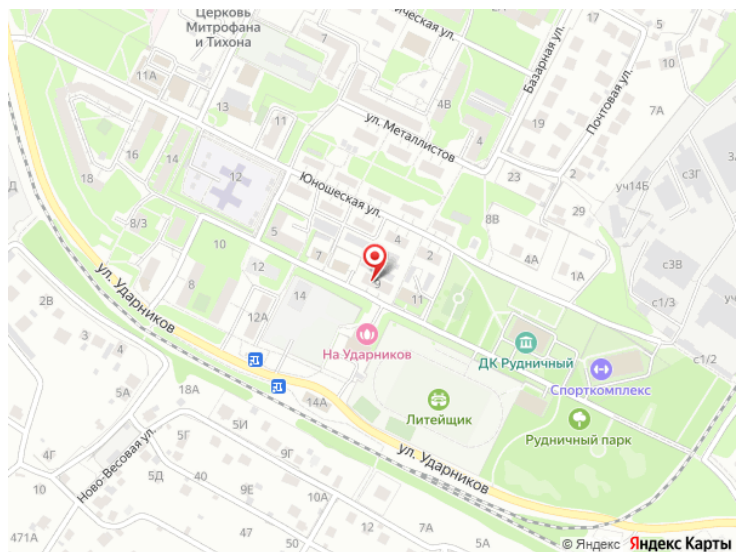 Церковь
Митрофана
и Тихона
ческая ул.
Базарная ул.
Почтовая ул.
7
11А
13
11
4В
4
19
7А
ул. Металлистов
23
уч14Б
с3Г
3
16
14
12
18
Юношеская ул.
8/3
10
5
7
4
2
8В
29
4А
1А
с3В
с1/3
уч
с1/2
9
11
8
12
14
12А
ул. Ударников
2В
3
5А
На Ударников
ДК Рудничный
Спорткомплекс
18А
14А
Литейщик
Рудничный парк
ул. Ударников
Ново-Весовая ул.
4Г
5Г
5И
9Г
5Д
40
9Е
10
10А
7А
5А
471А
47
50
12
2
© Яндекс Яндекс Карты